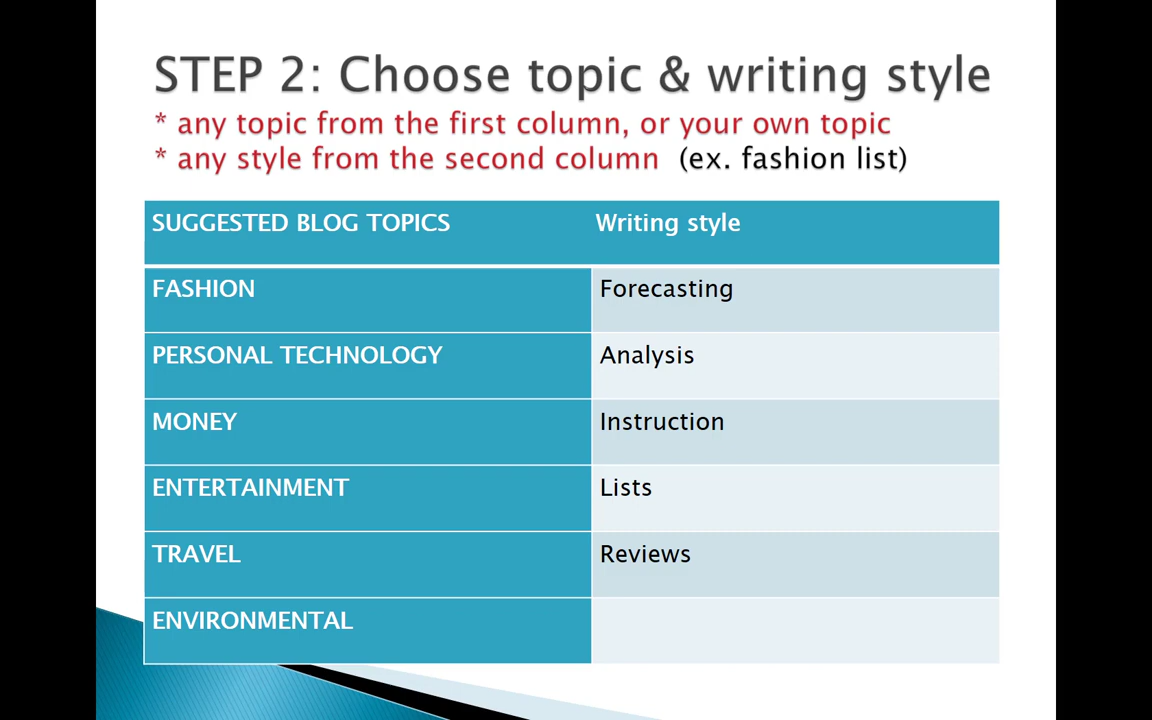 STEP 2: Choose topic & writing style
* any topic from the first column, or your own topic
* any style from the second column (ex. fashion list)
SUGGESTED BLOG TOPICS Writing style
FASHION Forecasting
PERSONAL TECHNOLOGY Analysis
MONEY Instruction
ENTERTAINMENT Lists
TRAVEL Reviews
ENVIRONMENTAL